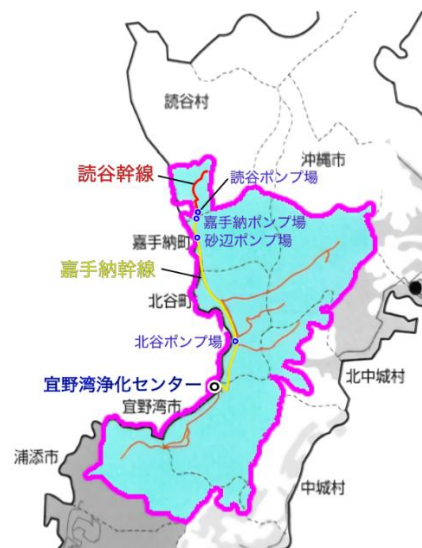 読谷村
沖縄市
読谷幹線
読谷ポンプ場
嘉手納ポンプ場
嘉手納町
砂辺ポンプ場
嘉手納幹線
北谷町
北谷ポンプ場
北中城村
宜野湾浄化センター
宜野湾市
浦添市
中城村